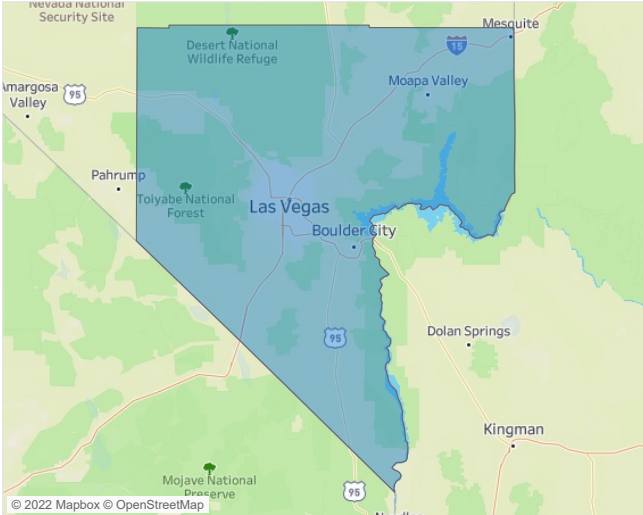 Nevada National
Security Site
Mesquite
Desert National
Wildlife Refuge
15
Moapa Valley
Amargosa
Valley
95
Pahrump
Toiyabe National
Forest
Las Vegas
Boulder City
95
Dolan Springs
Kingman
Mojave National
Preserve
95
© 2022 Mapbox © OpenStreetMap